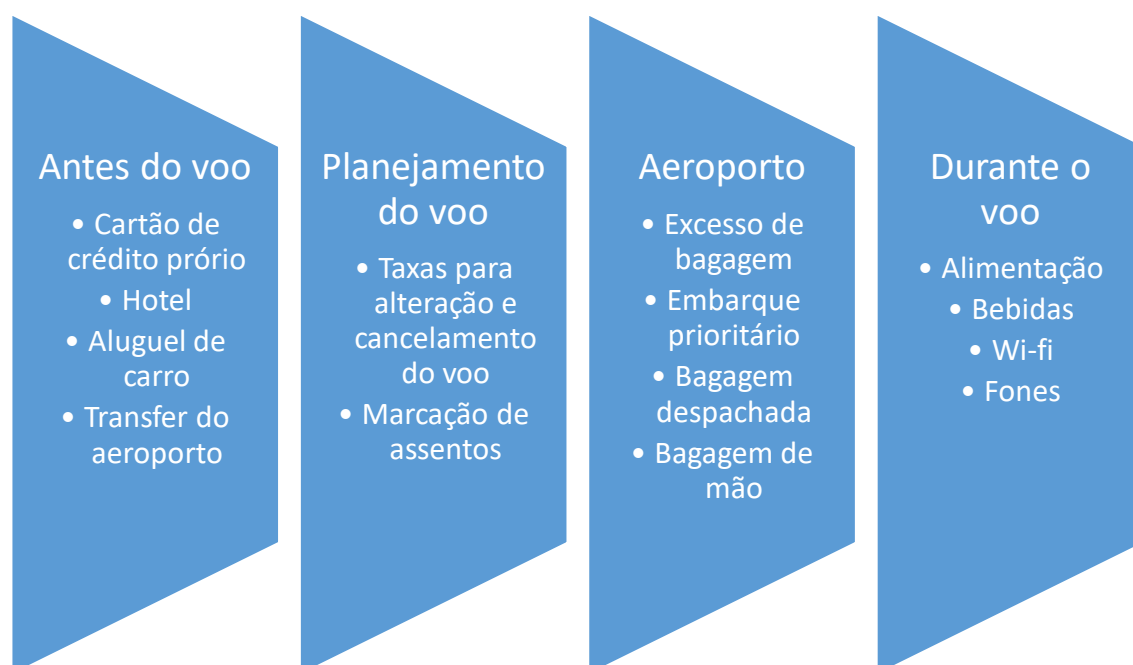 Antes do voo
• Cartão de
crédito prório
• Hotel
• Aluguel de
carro
• Transfer do
aeroporto
Planejamento
do voo
• Taxas para
alteração e
cancelamento
do voo
• Marcação de
assentos
Aeroporto
• Excesso de
bagagem
• Embarque
prioritário
• Bagagem
despachada
• Bagagem de
mão
Durante o
voo
• Alimentação
• Bebidas
• Wi-fi
• Fones